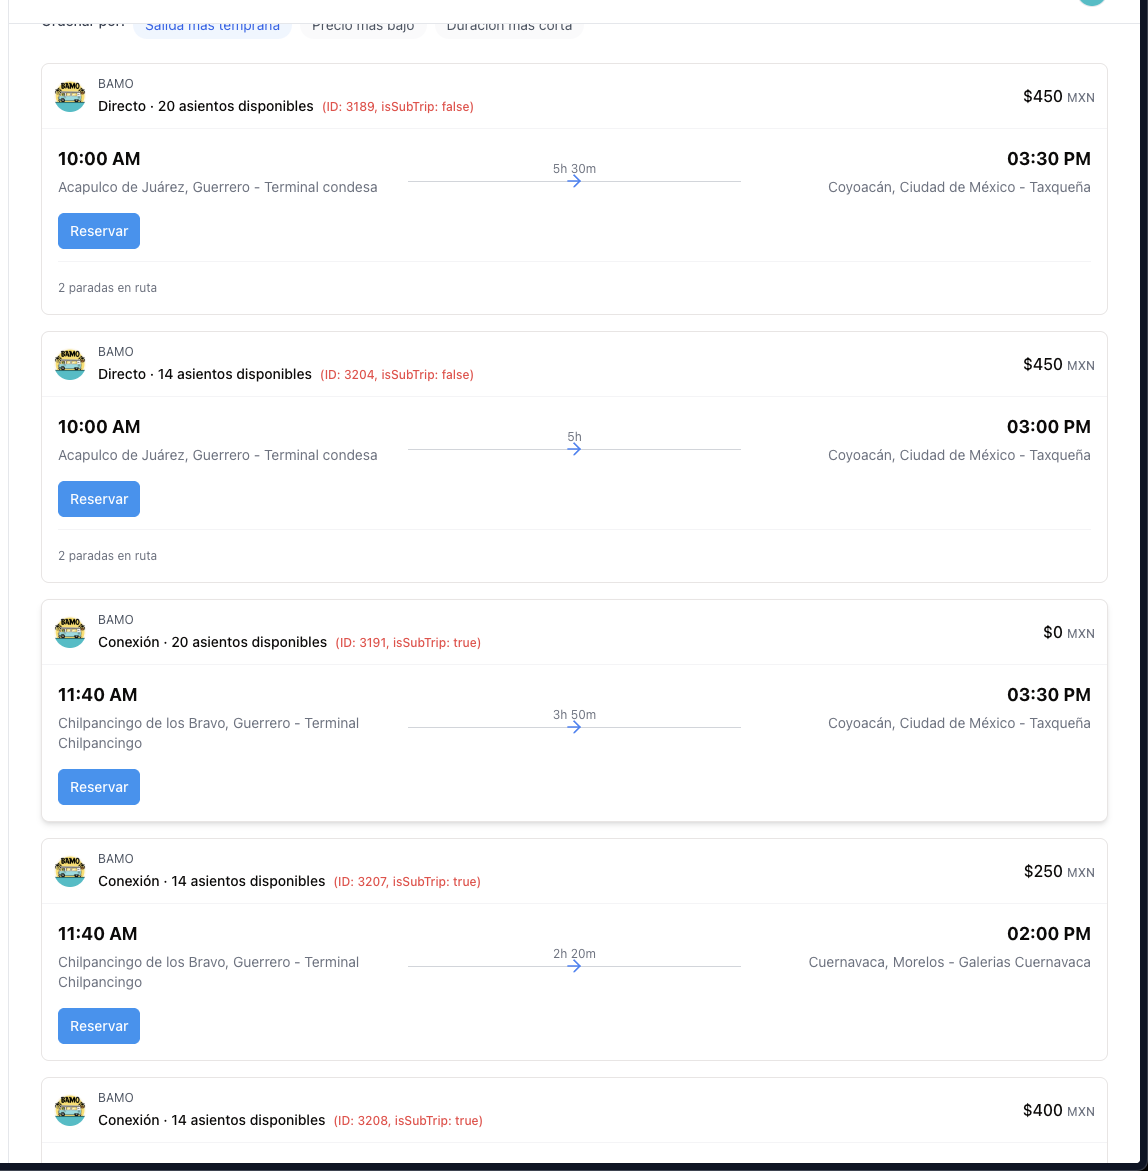 Ordenar por:
Salida más temprana
Precio más bajo
Duración más corta
BAMO
BAMO
Directo · 20 asientos disponibles (ID: 3189, isSubTrip: false)
$450 MXN
10:00 AM
5h 30m
03:30 PM
Acapulco de Juárez, Guerrero - Terminal condesa
Coyoacán, Ciudad de México - Taxqueña
Reservar
2 paradas en ruta
BAMO
BAMO
Directo · 14 asientos disponibles (ID: 3204, isSubTrip: false)
$450 MXN
10:00 AM
5h
03:00 PM
Acapulco de Juárez, Guerrero - Terminal condesa
Coyoacán, Ciudad de México - Taxqueña
Reservar
2 paradas en ruta
BAMO
BAMO
Conexión · 20 asientos disponibles (ID: 3191, isSubTrip: true)
$0 MXN
11:40 AM
3h 50m
03:30 PM
Chilpancingo de los Bravo, Guerrero - Terminal
Chilpancingo
Coyoacán, Ciudad de México - Taxqueña
Reservar
BAMO
BAMO
Conexión · 14 asientos disponibles (ID: 3207, isSubTrip: true)
$250 MXN
11:40 AM
2h 20m
02:00 PM
Chilpancingo de los Bravo, Guerrero - Terminal
Chilpancingo
Cuernavaca, Morelos - Galerias Cuernavaca
Reservar
BAMO
BAMO
Conexión · 14 asientos disponibles (ID: 3208, isSubTrip: true)
$400 MXN